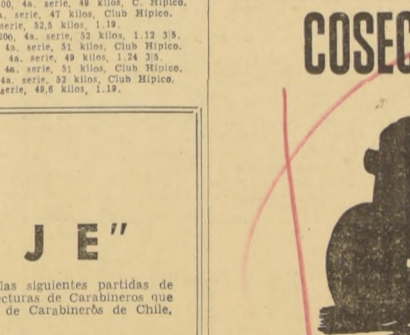 00, 4a. serie, 49 kilos, C. Hípico.
serie, 47 kilos, Club Hípico.
serie, 52,5 kilos, 1.19.
00, 4a. serie, 52 kilos, 1.12 3|5.
4a. serie, 51 kilos, Club Hípico.
4a. serie, 49 kilos, 1.24 3|5.
4a. serie, 51 kilos, Club Hípico.
4a. serie, 52 kilos, Club Hípico.
serie, 49,6 kilos, 1.19.
J E"
las siguientes partidas de
ecturas de Carabineros que
de Carabineros de Chile,
COSEC